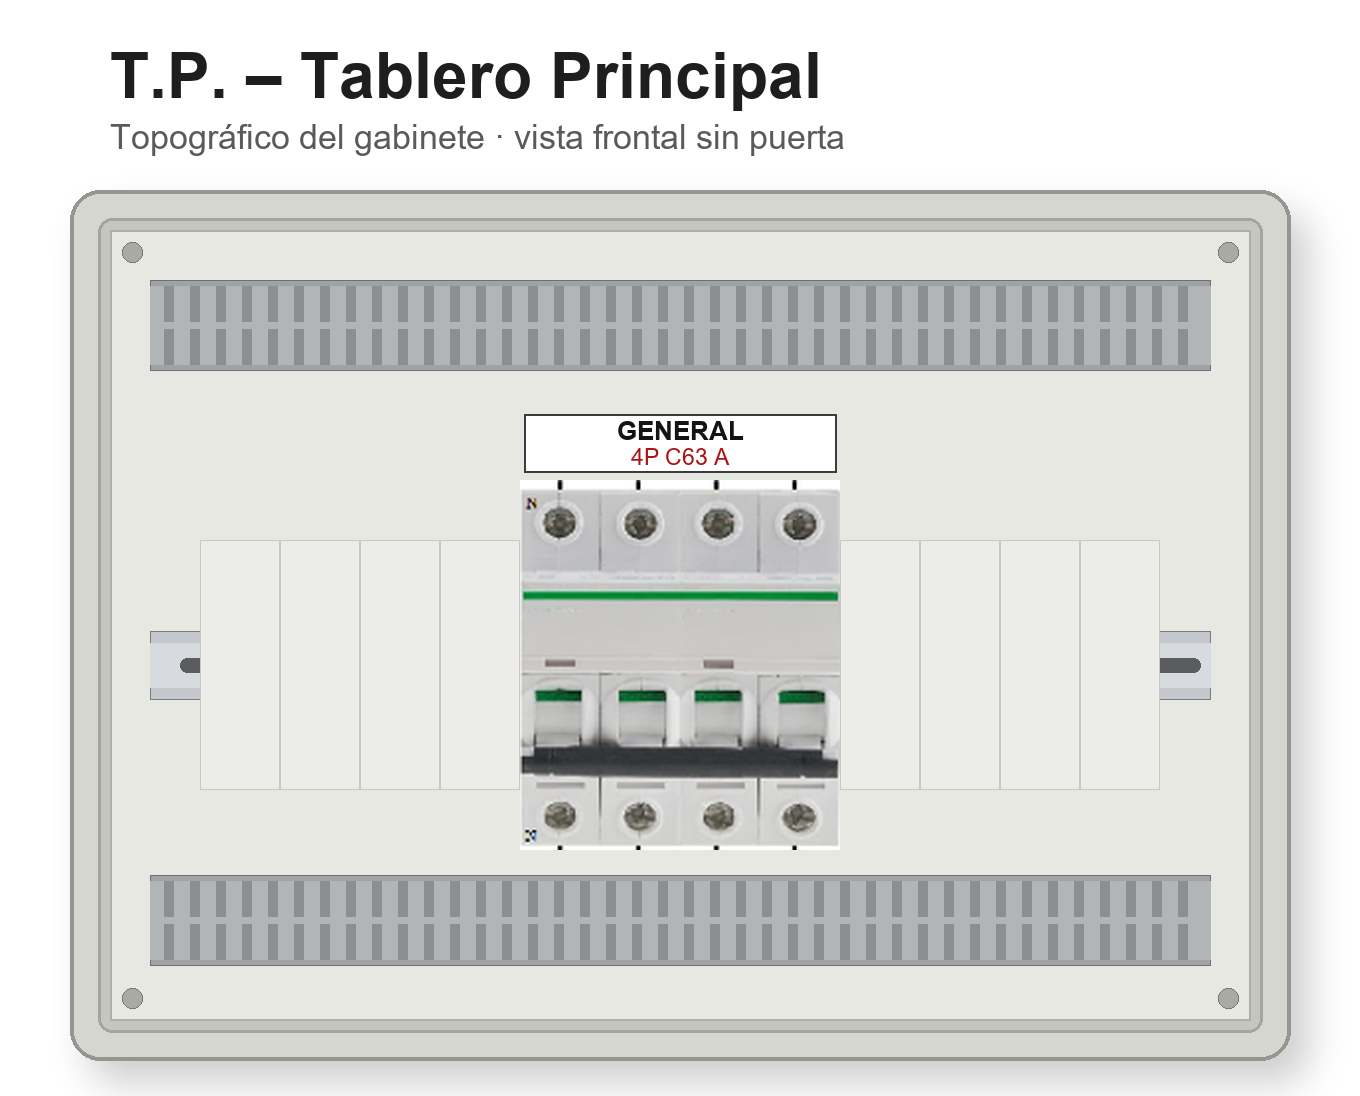 T.P. – Tablero Principal
Topográfico del gabinete · vista frontal sin puerta
GENERAL
4P C63 A
N